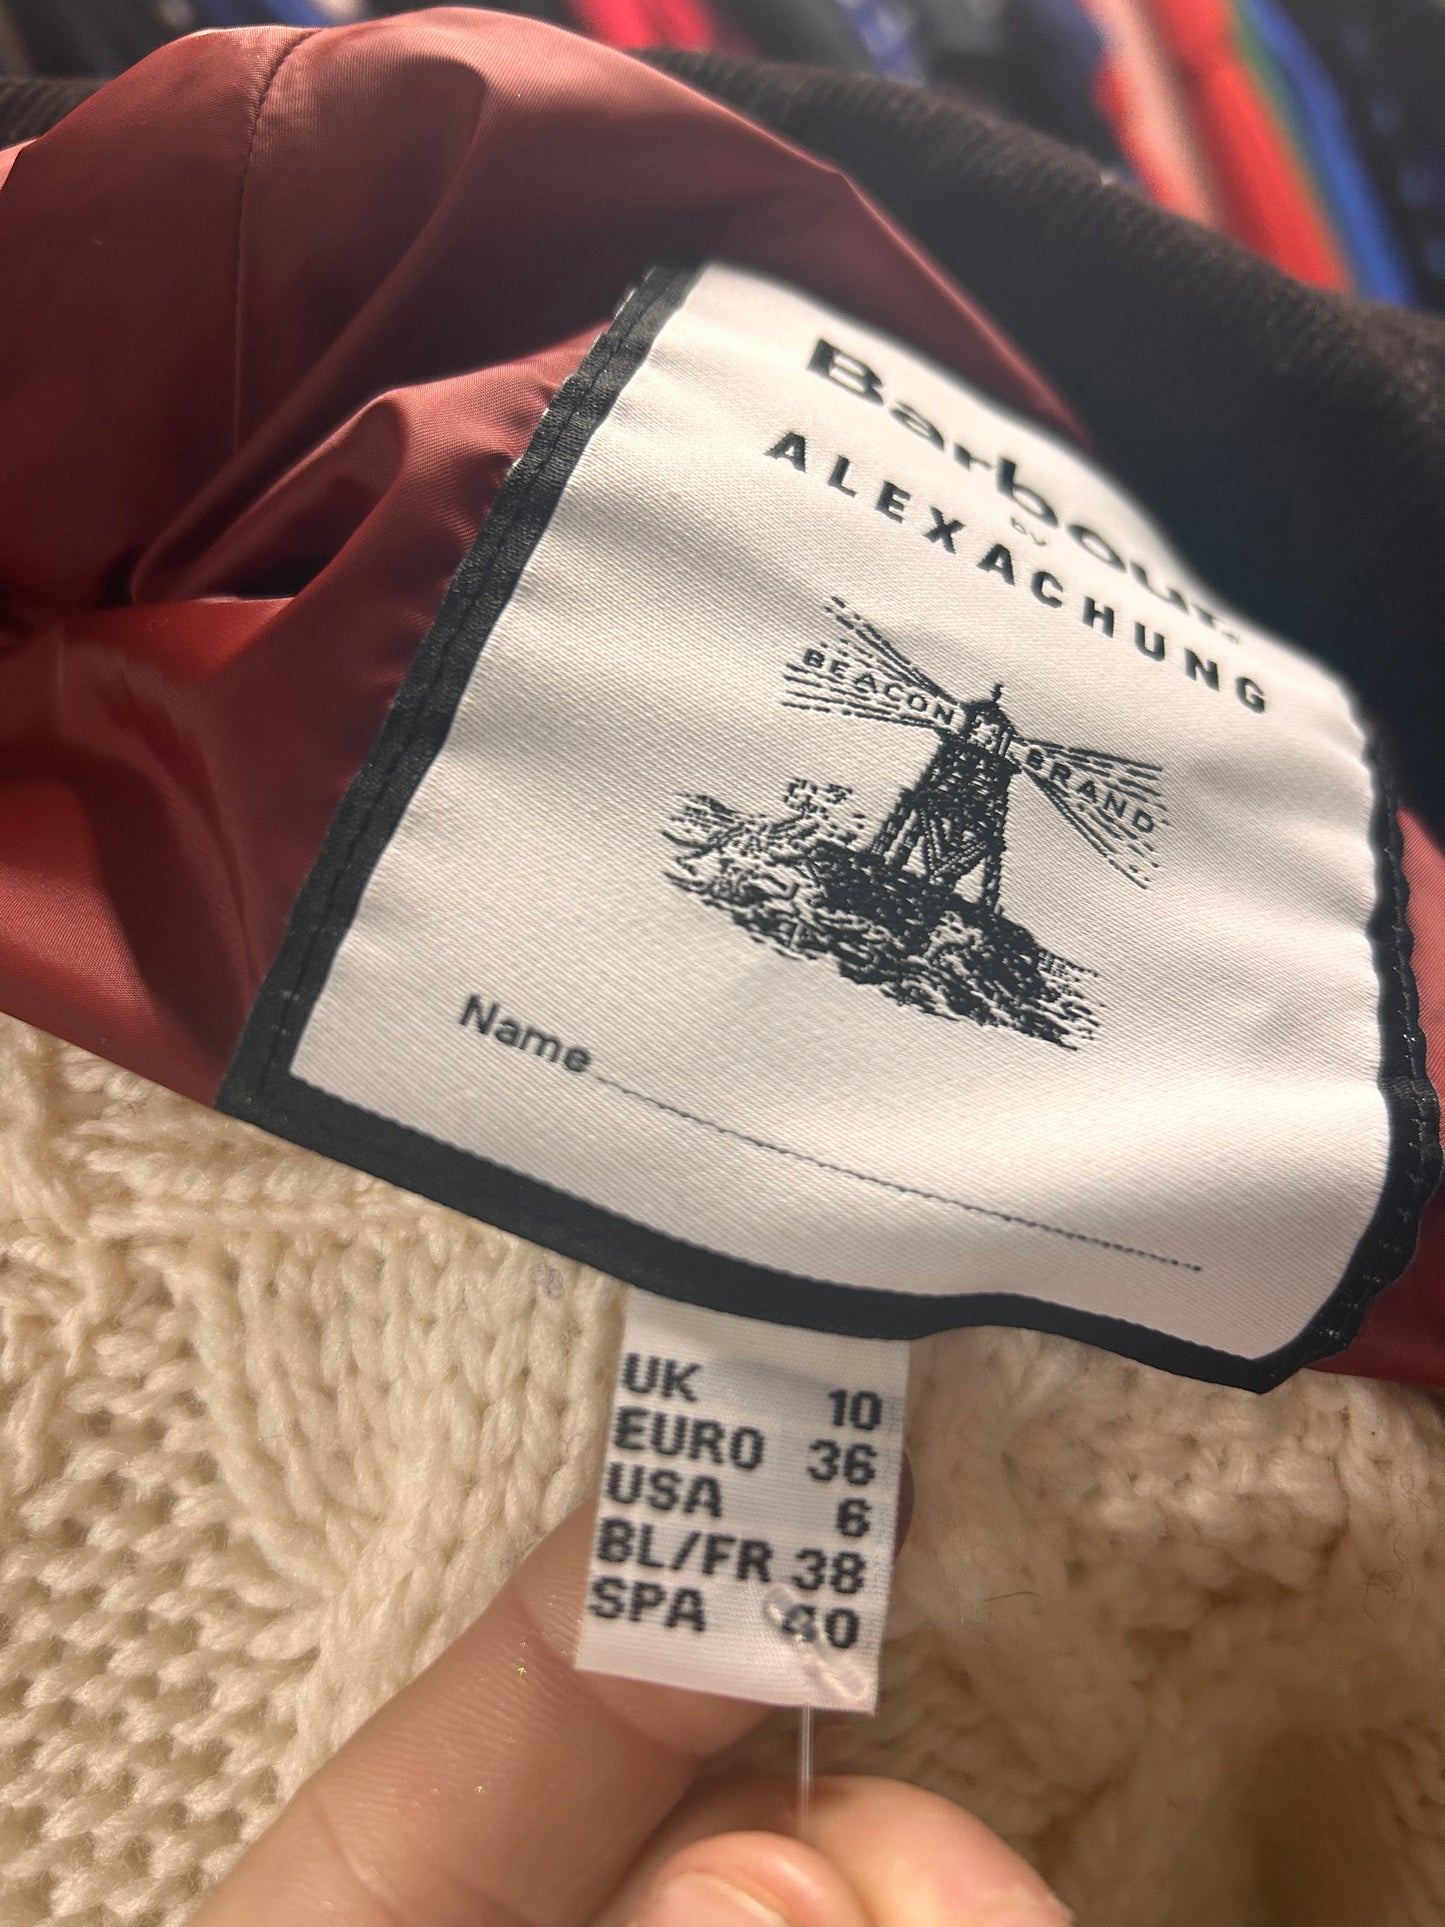 Barbour
BY
ALEXACHUNG
BEACON BRAND
Name
UK 10
EURO 36
USA 6
BL/FR 38
SPA 40